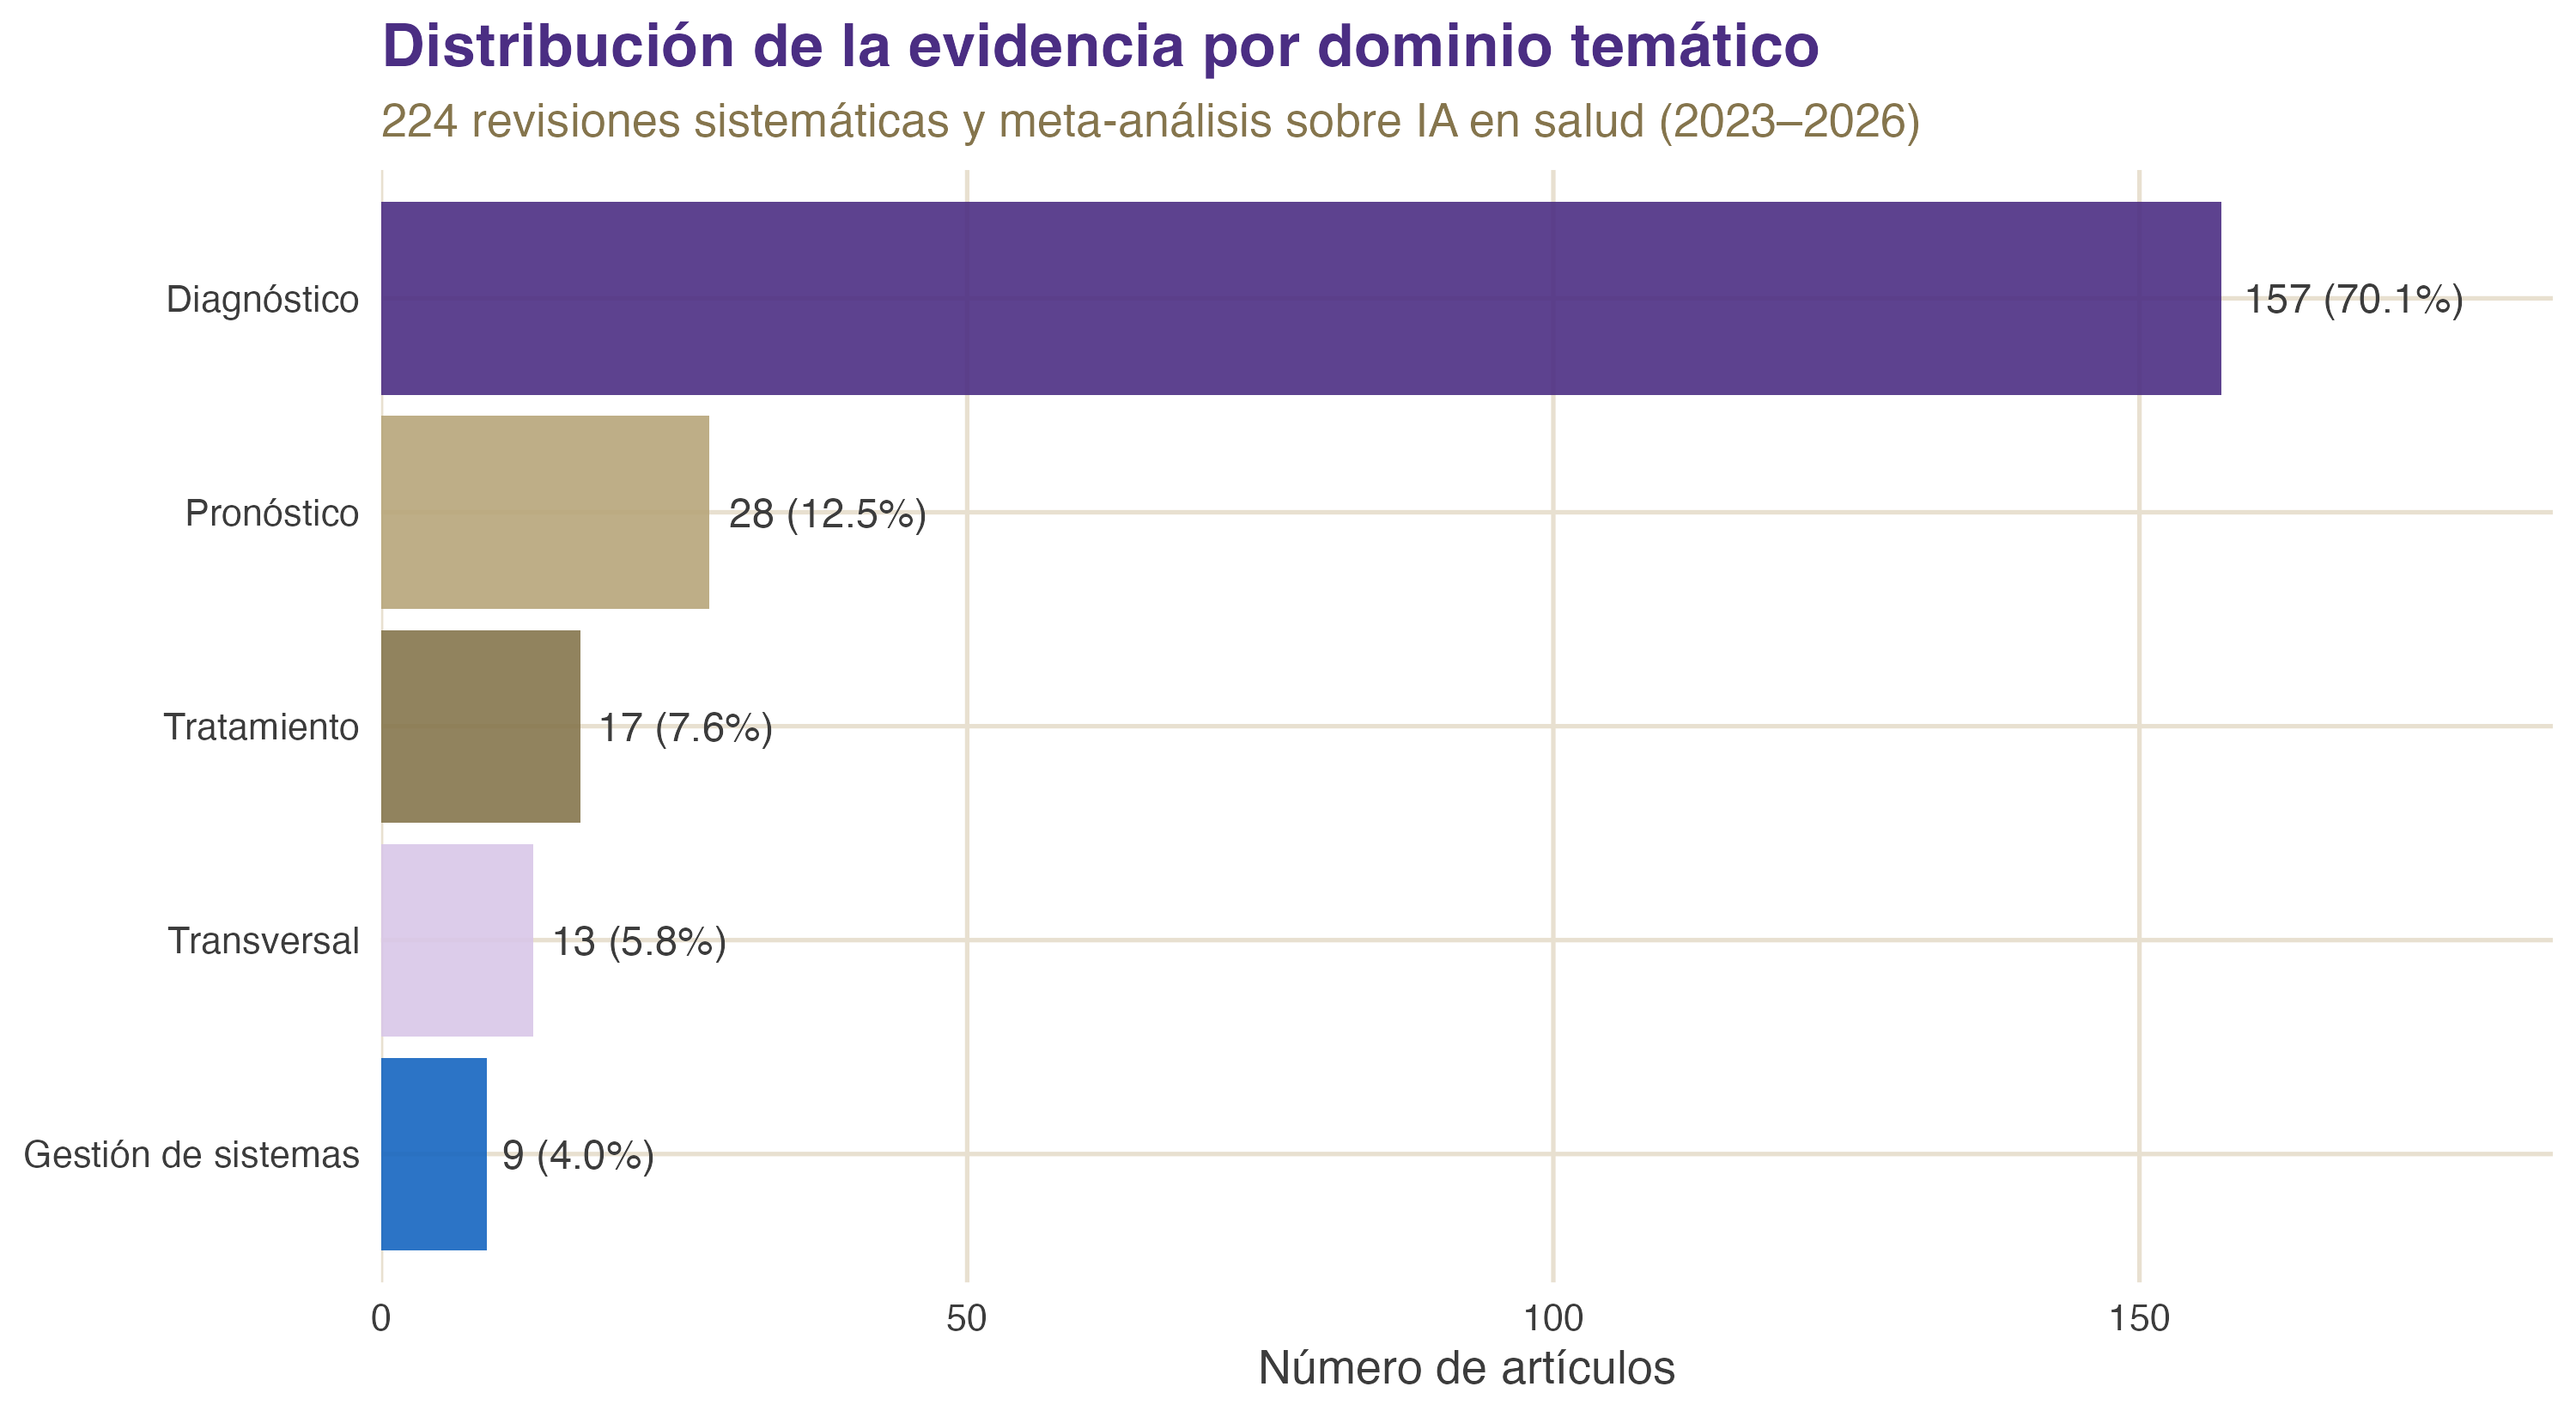 Distribución de la evidencia por dominio temático
224 revisiones sistemáticas y meta-análisis sobre IA en salud (2023–2026)
Diagnóstico
157 (70.1%)
Pronóstico
28 (12.5%)
Tratamiento
17 (7.6%)
Transversal
13 (5.8%)
Gestión de sistemas
9 (4.0%)
0 50 100 150
Número de artículos